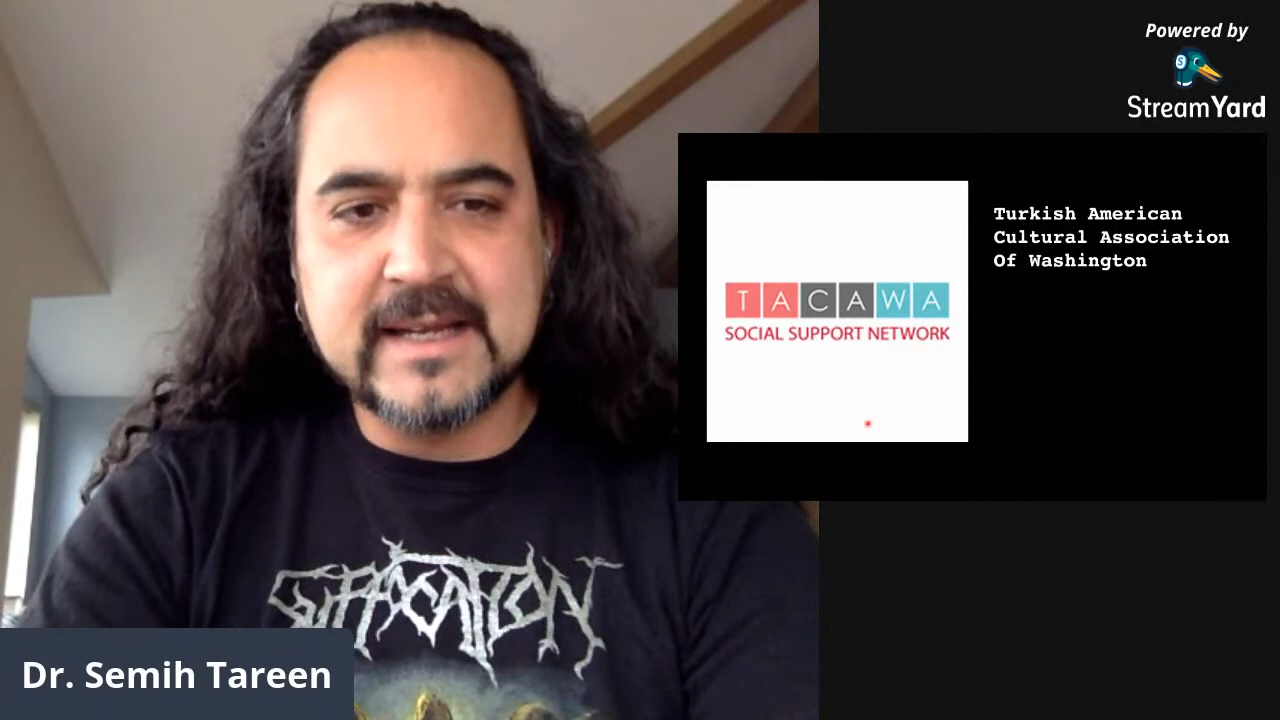 Powered by
StreamYard
Turkish American
Cultural Association
Of Washington
TACAWA
SOCIAL SUPPORT NETWORK
SUFFOCATION
Dr. Semih Tareen